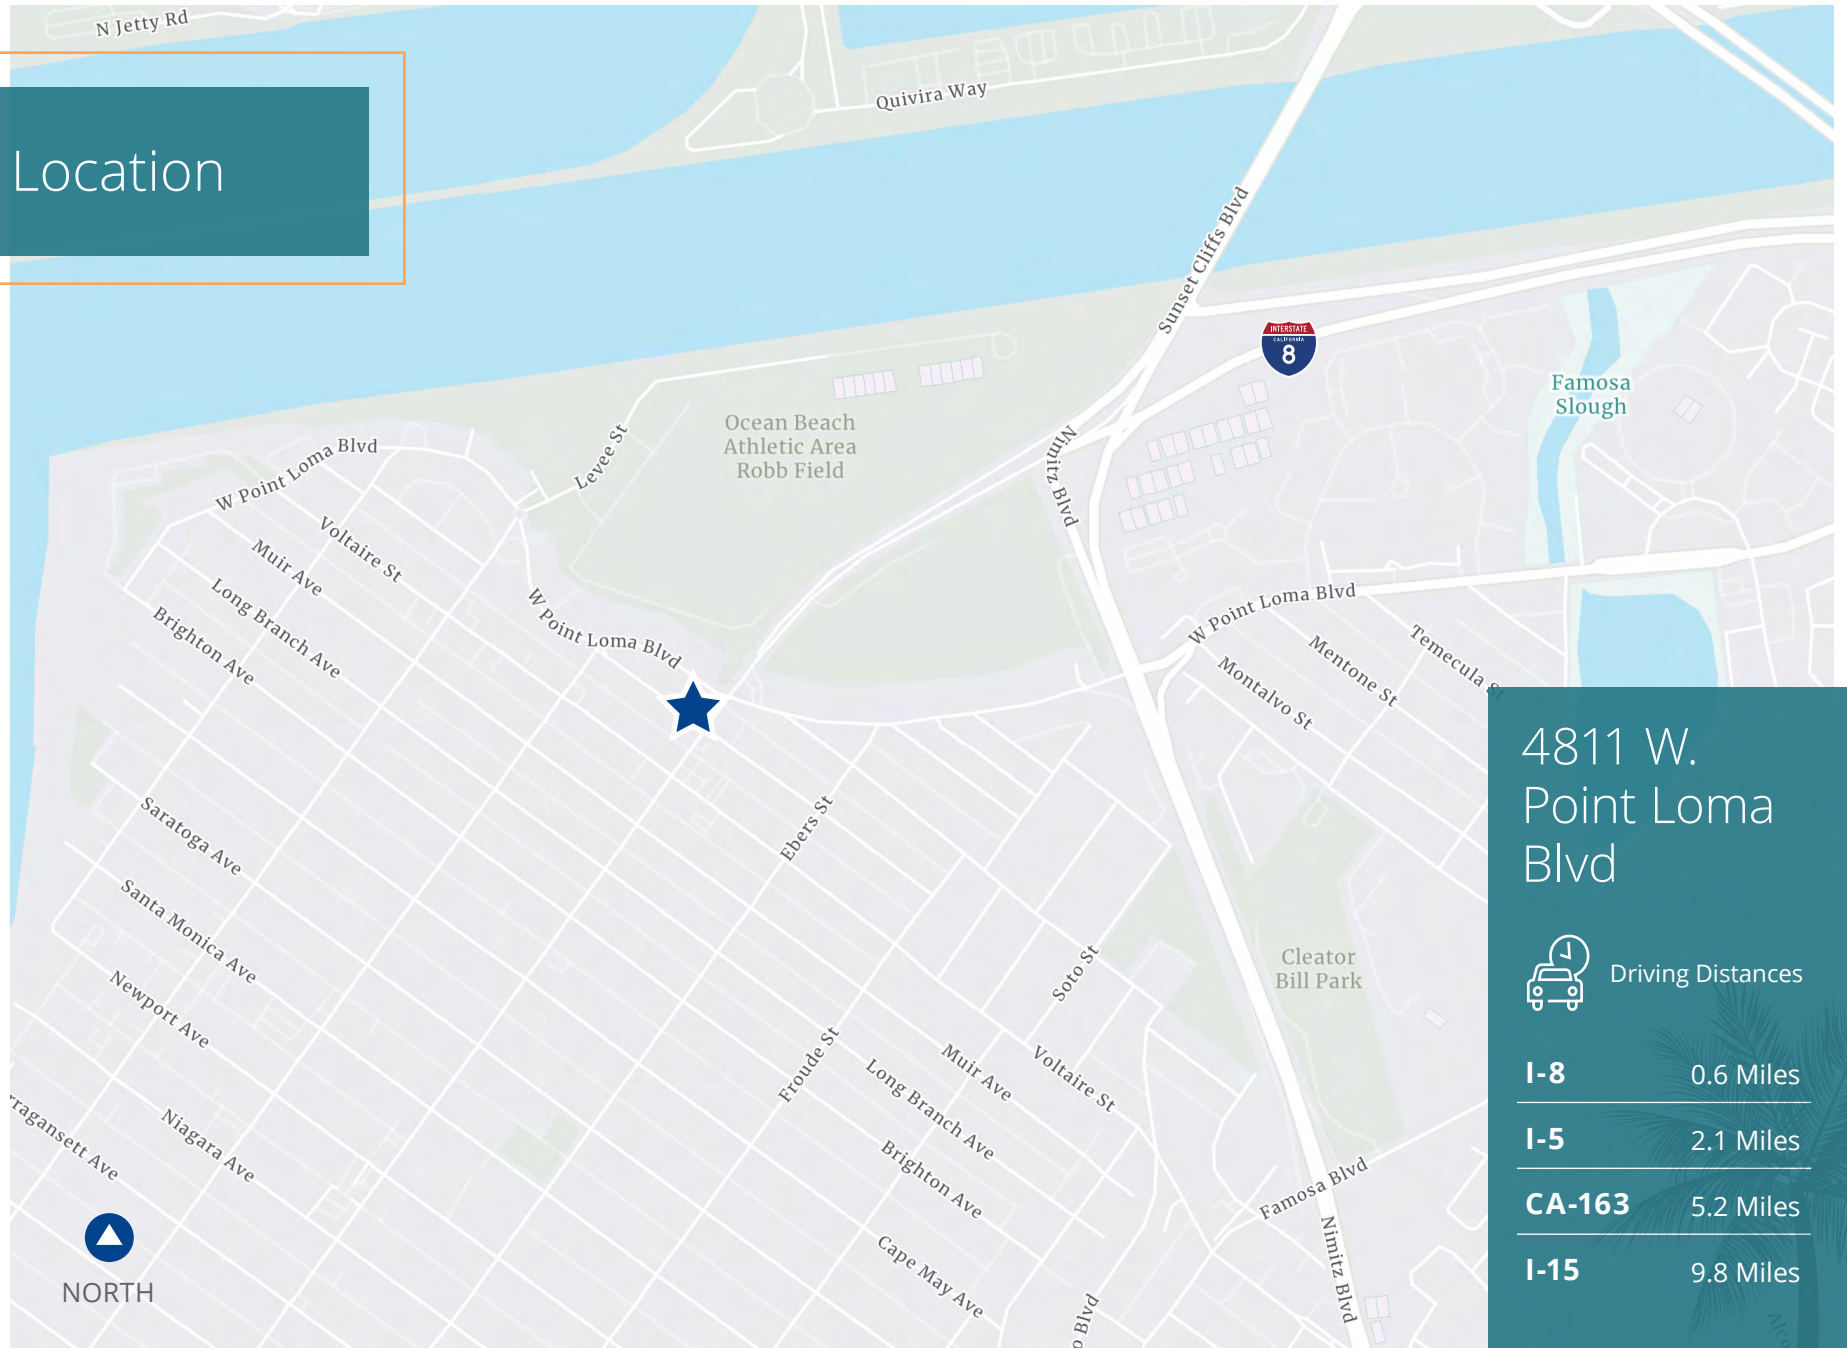 N Jetty Rd
Quivira Way
Location
Sunset Cliffs Blvd
INTERSTATE
CALIFORNIA
8
Famosa
Slough
Ocean Beach
Athletic Area
Robb Field
Nimitz Blvd
Levee St
W Point Loma Blvd
Voltaire St
Muir Ave
Long Branch Ave
Brighton Ave
W Point Loma Blvd
W Point Loma Blvd
Temecula St
Mentone St
Montalvo St
4811 W.
Point Loma
Blvd
Saratoga Ave
Ebers St
Santa Monica Ave
Soto St
Cleator
Bill Park
Driving Distances
Newport Ave
Froude St
Muir Ave
Voltaire St
Long Branch Ave
I-8 0.6 Miles
rragansett Ave
Niagara Ave
Brighton Ave
Famosa Blvd
I-5 2.1 Miles
CA-163 5.2 Miles
Cape May Ave
Nimitz Blvd
I-15 9.8 Miles
NORTH
o Blvd
Alco